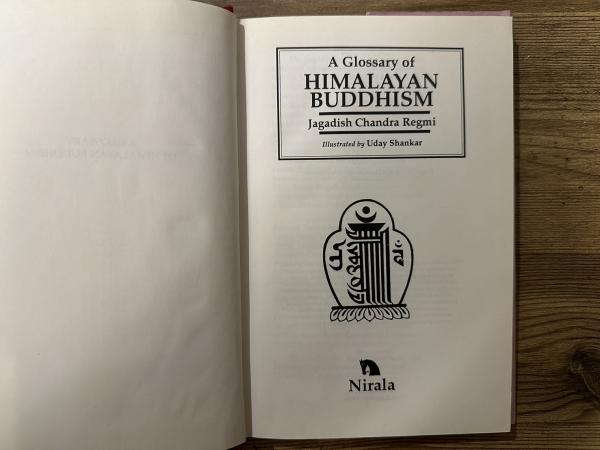 A Glossary of
HIMALAYAN
BUDDHISM
Jagadish Chandra Regmi
Illustrated by Uday Shankar
Nirala